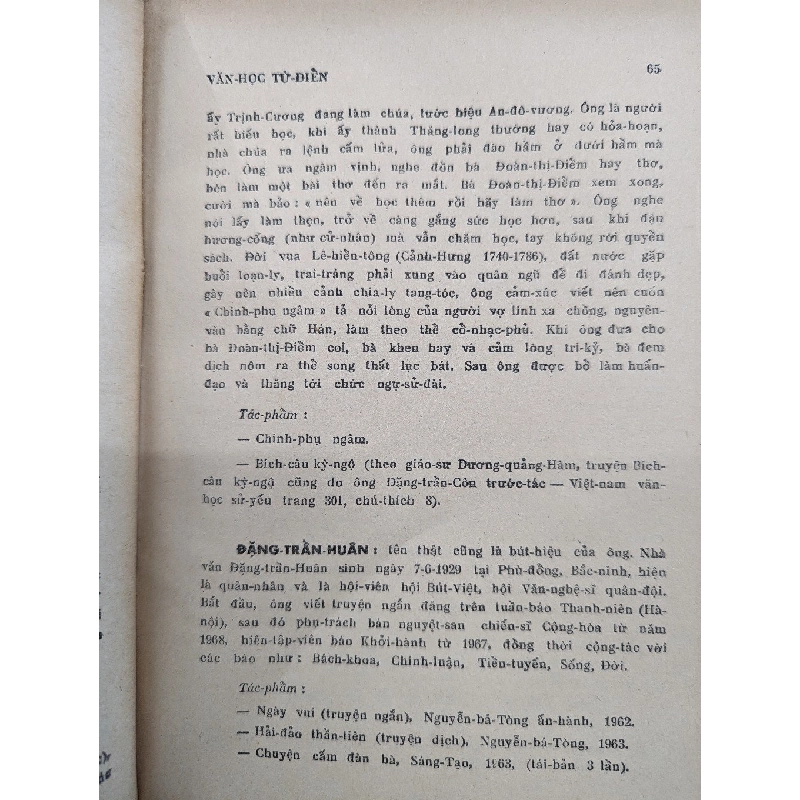 VĂN-HỌC TỪ-ĐIỂN
65
ấy Trịnh-Cương đang làm chúa, tước hiệu An-đô-vương. Ông là người
rất hiếu học, khi ấy thành Thăng-long thường hay có hỏa-hoạn,
nhà chúa ra lệnh cấm lửa, ông phải đào hầm ở dưới hầm mà
học. Ông ưa ngâm vịnh, nghe đồn bà Đoàn-thị-Điểm hay thơ,
bèn làm một bài thơ đến ra mắt. Bà Đoàn-thị-Điểm xem xong,
cười mà bảo : « nên về học thêm rồi hãy làm thơ ». Ông nghe
nói lấy làm thẹn, trở về càng gắng sức học hơn, sau khi đậu
hương-cống (như cử-nhân) mà vẫn chăm học, tay không rời quyển
sách. Đời vua Lê-hiền-tông (Cảnh-Hưng 1740-1786), đất nước gặp
buổi loạn-ly, trai-tráng phải xung vào quân ngũ để đi đánh dẹp,
gây nên nhiều cảnh chia-ly tang-tóc, ông cảm-xúc viết nên cuốn
« Chinh-phụ ngâm » tả nỗi lòng của người vợ lính xa chồng, nguyên-
văn bằng chữ Hán, làm theo thể cổ-nhạc-phủ. Khi ông đưa cho
bà Đoàn-thị-Điểm coi, bà khen hay và cảm lòng tri-kỷ, bà đem
dịch nôm ra thể song thất lục bát. Sau ông được bổ làm huấn-
đạo và thăng tới chức ngự-sử-đài.
Tác-phẩm :
— Chinh-phụ ngâm.
— Bích-câu kỳ-ngộ (theo giáo-sư Dương-quảng-Hàm, truyện Bích-
câu kỳ-ngộ cũng do ông Đặng-trần-Côn trước-tác — Việt-nam văn-
học sử-yếu trang 301, chú-thích 8).
ĐẶNG-TRẦN-HUÂN : tên thật cũng là bút-hiệu của ông. Nhà
văn Đặng-trần-Huân sinh ngày 7-6-1929 tại Phù-đổng, Bắc-ninh, hiện
là quân-nhân và là hội-viên hội Bút-Việt, hội Văn-nghệ-sĩ quân-đội.
Bắt đầu, ông viết truyện ngắn đăng trên tuần-báo Thanh-niên (Hà-
nội), sau đó phụ-trách bán nguyệt-san chiến-sĩ Cộng-hòa từ năm
1968, biên-tập-viên báo Khởi-hành từ 1967, đồng thời cộng-tác với
các báo như : Bách-khoa, Chính-luận, Tiền-tuyến, Sống, Đời.
Tác-phẩm :
— Ngày vui (truyện ngắn), Nguyễn-bá-Tòng ấn-hành, 1962.
— Hải-đảo thần-tiên (truyện dịch), Nguyễn-bá-Tòng, 1963.
— Chuyện cấm đàn bà, Sáng-Tạo, 1963, (tái-bản 3 lần).